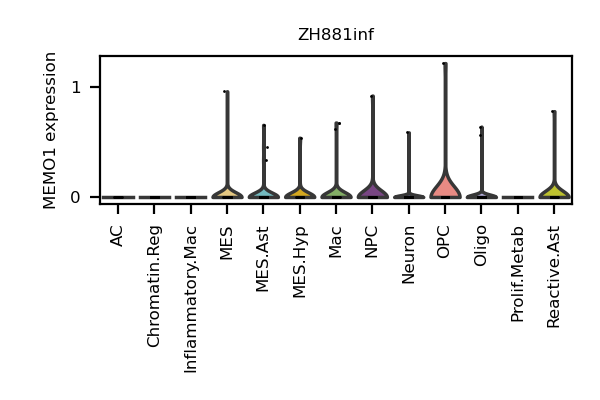 ZH881inf
MEMO1 expression
1
0
AC
Chromatin.Reg
Inflammatory.Mac
MES
MES.Ast
MES.Hyp
Mac
NPC
Neuron
OPC
Oligo
Prolif.Metab
Reactive.Ast